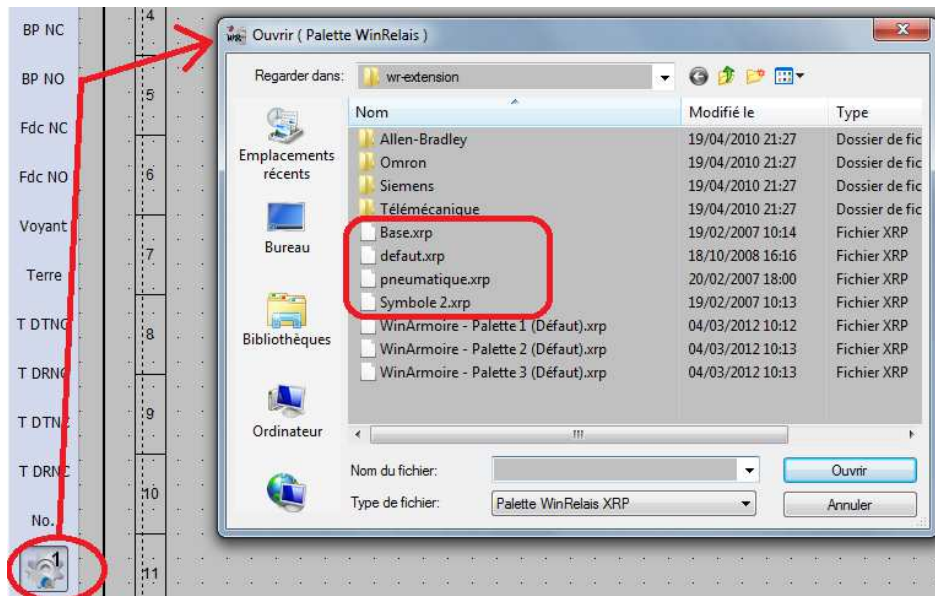 BP NC
BP NO
Fdc NC
Fdc NO
Voyant
Terre
T DTNO
T DRNO
T DTNC
T DRNC
No.
1
4
5
6
7
8
9
10
11
WR Ouvrir ( Palette WinRelais )
Regarder dans: wr-extension
Emplacements
récents
Bureau
Bibliothèques
Ordinateur
Nom Modifié le Type
Allen-Bradley 19/04/2010 21:27 Dossier de fic
Omron 19/04/2010 21:27 Dossier de fic
Siemens 19/04/2010 21:27 Dossier de fic
Télémécanique 19/04/2010 21:27 Dossier de fic
Base.xrp 19/02/2007 10:14 Fichier XRP
defaut.xrp 18/10/2008 16:16 Fichier XRP
pneumatique.xrp 20/02/2007 18:00 Fichier XRP
Symbole 2.xrp 19/02/2007 10:13 Fichier XRP
WinArmoire - Palette 1 (Défaut).xrp 04/03/2012 10:12 Fichier XRP
WinArmoire - Palette 2 (Défaut).xrp 04/03/2012 10:13 Fichier XRP
WinArmoire - Palette 3 (Défaut).xrp 04/03/2012 10:13 Fichier XRP
Nom du fichier: Ouvrir
Type de fichier: Palette WinRelais XRP Annuler